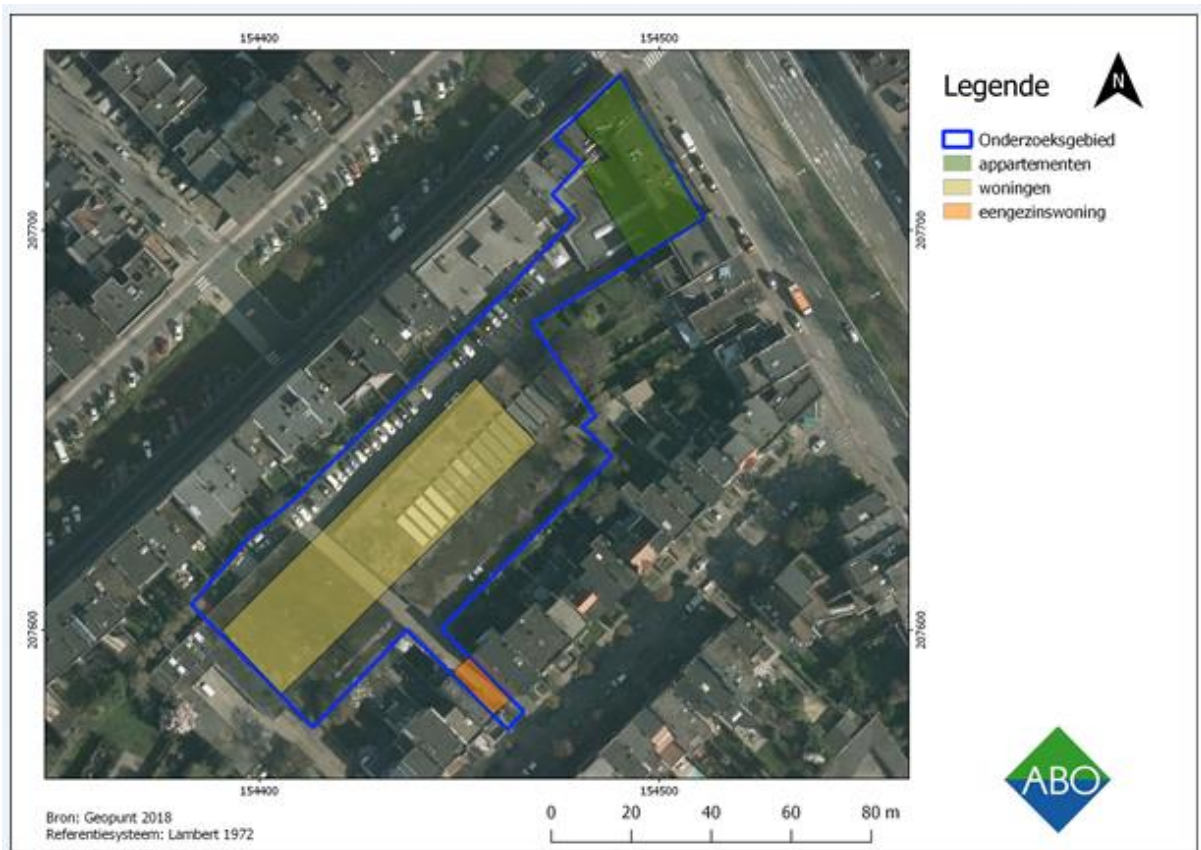 154400
154500
207700
207700
207600
207600
154400
154500
Legende
N
Onderzoeksgebied
appartementen
woningen
eengezinswoning
Bron: Geopunt 2018
Referentiesysteem: Lambert 1972
0 20 40 60 80 m
ABO